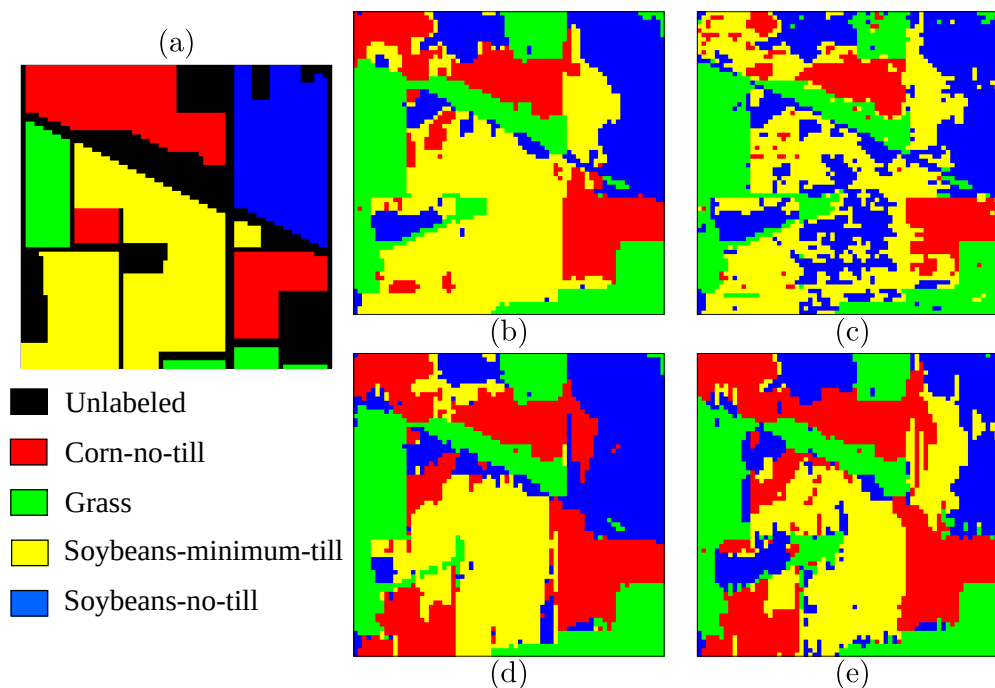 (a)
(b)
(c)
Unlabeled
Corn-no-till
Grass
Soybeans-minimum-till
Soybeans-no-till
(d)
(e)